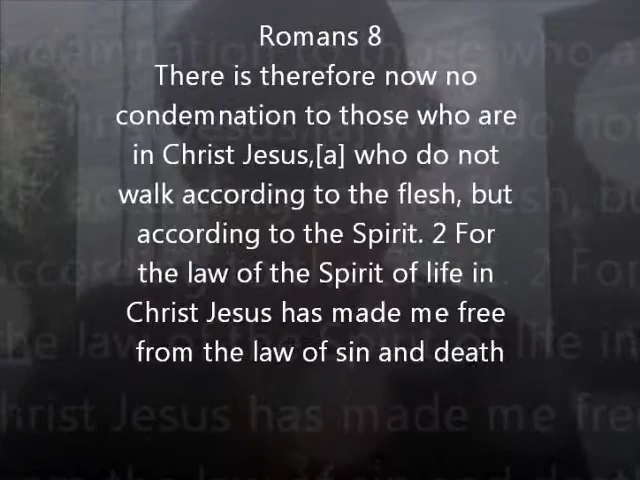 Romans 8
There is therefore now no
condemnation to those who are
in Christ Jesus,[a] who do not
walk according to the flesh, but
according to the Spirit. 2 For
the law of the Spirit of life in
Christ Jesus has made me free
from the law of sin and death